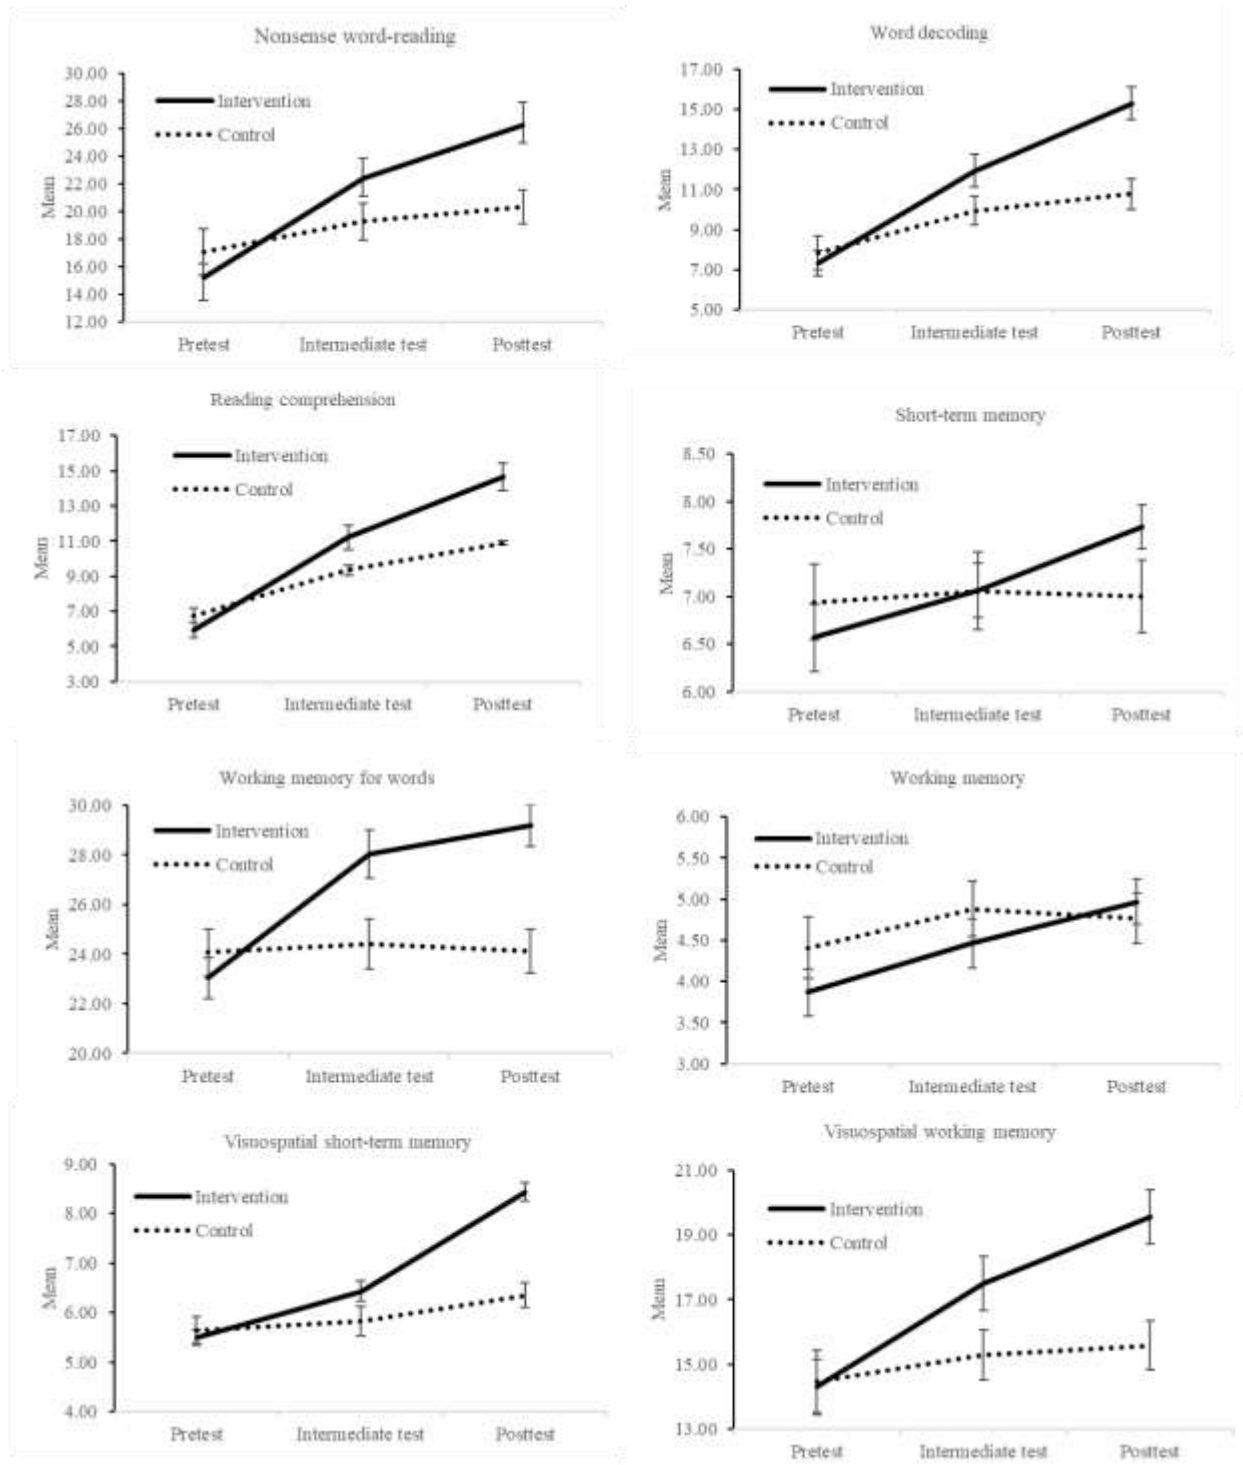 Nonsense word-reading
30.00
28.00
26.00
24.00
22.00
20.00
18.00
16.00
14.00
12.00
Mean
Intervention
Control
Pretest Intermediate test Posttest
Word decoding
17.00
15.00
13.00
11.00
9.00
7.00
5.00
Mean
Intervention
Control
Pretest Intermediate test Posttest
Reading comprehension
17.00
15.00
13.00
11.00
9.00
7.00
5.00
3.00
Mean
Intervention
Control
Pretest Intermediate test Posttest
Short-term memory
8.50
8.00
7.50
7.00
6.50
6.00
Mean
Intervention
Control
Pretest Intermediate test Posttest
Working memory for words
30.00
28.00
26.00
24.00
22.00
20.00
Mean
Intervention
Control
Pretest Intermediate test Posttest
Working memory
6.00
5.50
5.00
4.50
4.00
3.50
3.00
Mean
Intervention
Control
Pretest Intermediate test Posttest
Visuospatial short-term memory
9.00
8.00
7.00
6.00
5.00
4.00
Mean
Intervention
Control
Pretest Intermediate test Posttest
Visuospatial working memory
21.00
19.00
17.00
15.00
13.00
Mean
Intervention
Control
Pretest Intermediate test Posttest